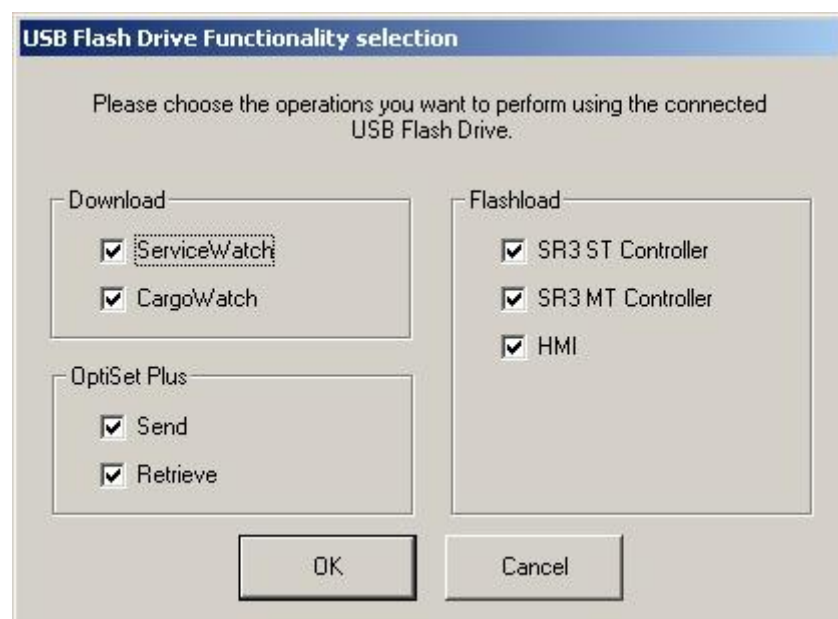 USB Flash Drive Functionality selection
Please choose the operations you want to perform using the connected
USB Flash Drive.
Download
ServiceWatch
CargoWatch
OptiSet Plus
Send
Retrieve
Flashload
SR3 ST Controller
SR3 MT Controller
HMI
OK
Cancel